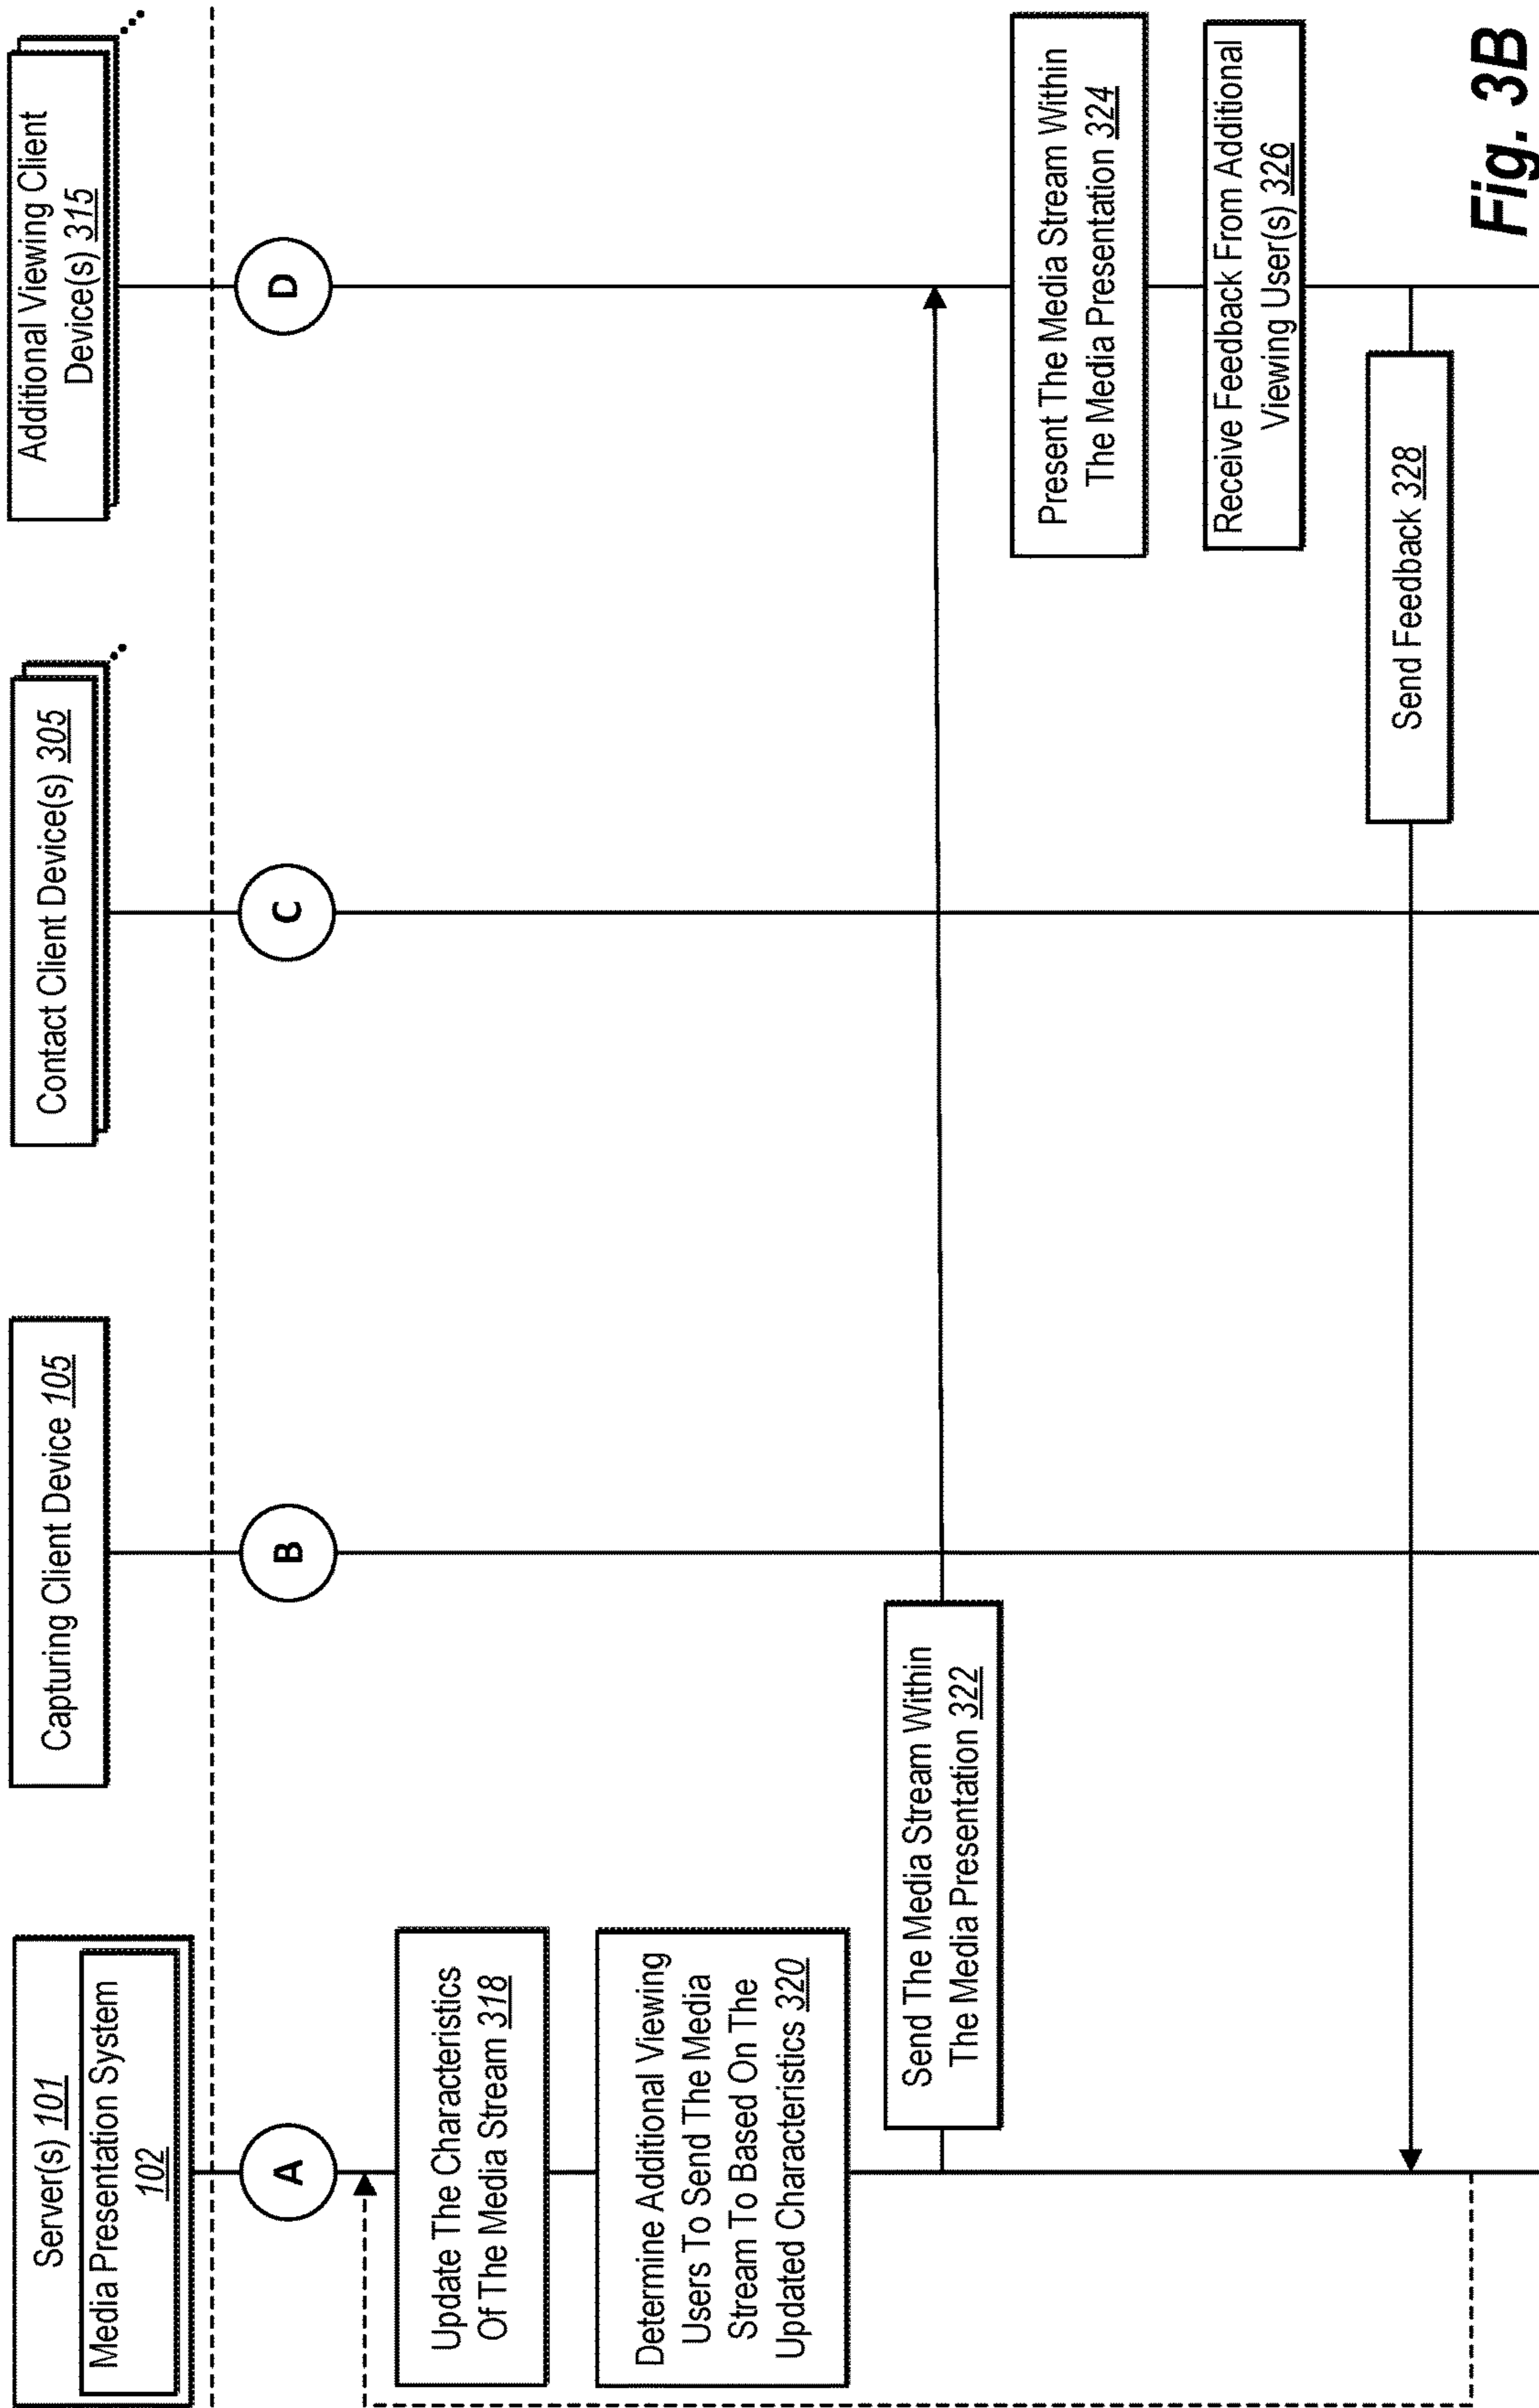 Server(s) 101
Media Presentation System
102
Capturing Client Device 105
Contact Client Device(s) 305
Additional Viewing Client
Device(s) 315
A
B
C
D
Update The Characteristics
Of The Media Stream 318
Determine Additional Viewing
Users To Send The Media
Stream To Based On The
Updated Characteristics 320
Send The Media Stream Within
The Media Presentation 322
Present The Media Stream Within
The Media Presentation 324
Receive Feedback From Additional
Viewing User(s) 326
Send Feedback 328
Fig. 3B